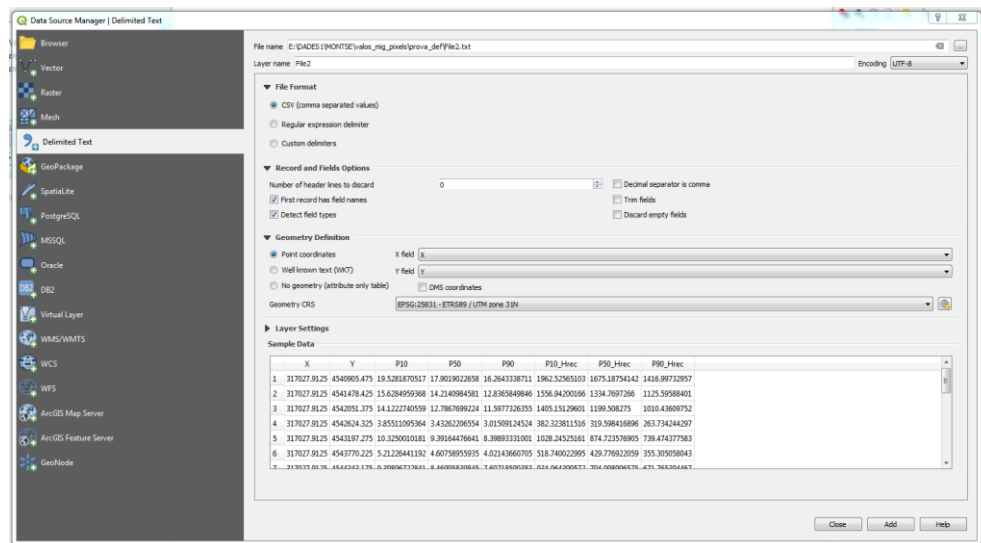 Data Source Manager | Delimited Text
Browser
Vector
Raster
Mesh
Delimited Text
GeoPackage
SpatiaLite
PostgreSQL
MSSQL
Oracle
DB2
Virtual Layer
WMS/WMTS
WCS
WFS
ArcGIS Map Server
ArcGIS Feature Server
GeoNode
File name E:\DADES1\MONTSE\valos_mig_pixels\prova_def\File2.txt
Layer name File2 Encoding UTF-8
File Format
CSV (comma separated values)
Regular expression delimiter
Custom delimiters
Record and Fields Options
Number of header lines to discard 0 Decimal separator is comma
First record has field names Trim fields
Detect field types Discard empty fields
Geometry Definition
Point coordinates X field X
Well known text (WKT) Y field Y
No geometry (attribute only table) DMS coordinates
Geometry CRS EPSG:25831 - ETRS89 / UTM zone 31N
Layer Settings
Sample Data
X Y P10 P50 P90 P10_Hrec P50_Hrec P90_Hrec
1 317027.9125 4540905.475 19.5281870517 17.9019022658 16.2643338711 1962.52565103 1675.18754142 1416.99732957
2 317027.9125 4541478.425 15.6284959368 14.2140984581 12.8365849846 1556.94200166 1334.7697266 1125.59588401
3 317027.9125 4542051.375 14.1222740559 12.7867699224 11.5977326355 1405.15129601 1199.508275 1010.43609752
4 317027.9125 4542624.325 3.85511095364 3.43262206554 3.01509124524 382.323811516 319.598416896 263.734244297
5 317027.9125 4543197.275 10.3250010181 9.39164476641 8.39893331001 1028.24525161 874.723576905 739.474377583
6 317027.9125 4543770.225 5.21226441192 4.60758955935 4.02143660705 518.740022995 429.776922059 355.305058043
Close Add Help